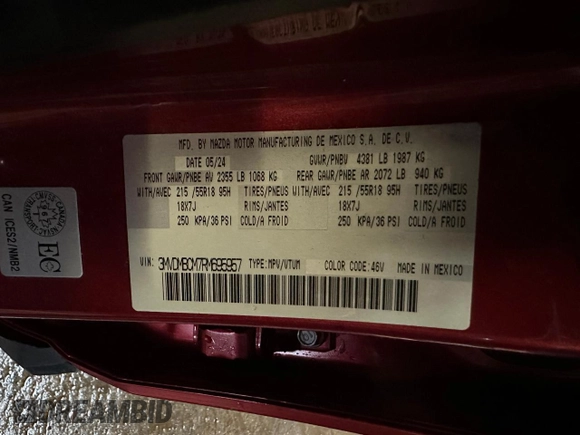 MFD. BY MAZDA MOTOR MANUFACTURING DE MEXICO S.A. DE C.V.
DATE 05/24 GVWR/PNBV 4381 LB 1987 KG
FRONT GAWR/PNBE AV 2355 LB 1068 KG REAR GAWR/PNBE AR 2072 LB 940 KG
WITH/AVEC 215 /55R18 95H TIRES/PNEUS WITH/AVEC 215 /55R18 95H TIRES/PNEUS
18X7J RIMS/JANTES 18X7J RIMS/JANTES
250 KPA/36 PSI COLD/A FROID 250 KPA/36 PSI COLD/A FROID
VIN: 3MVDMBCM7RM695957 TYPE:MPV/VTUM COLOR CODE:46V MADE IN MEXICO
CAN ICES2/NMB2
EC
DREAMBID